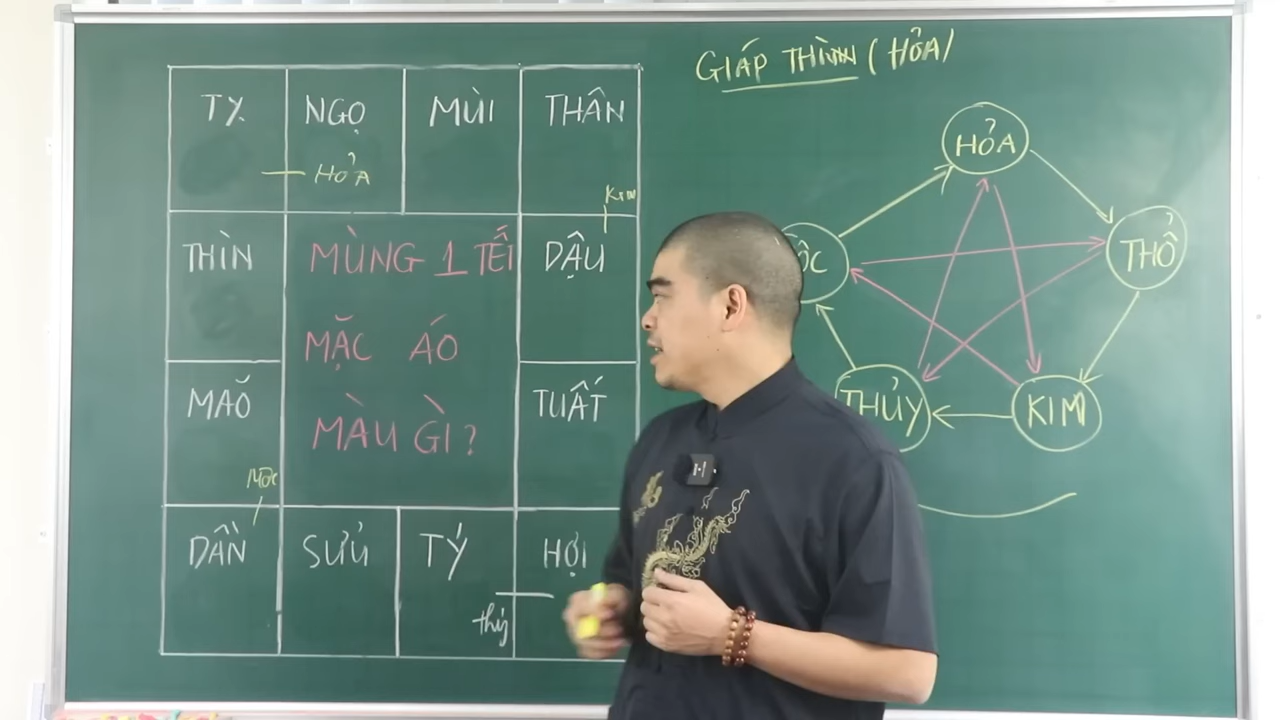 GIÁP THÌN (HỎA)
TỴ NGỌ MÙI THÂN
HỎA
Kim
THÌN
DẬU
MÙNG 1 TẾT
MẶC ÁO
MÀU GÌ?
MÃO
TUẤT
Mộc
DẦN SỬU TÝ HỢI
thủy
HỎA
ỘC
THỔ
THỦY
KIM